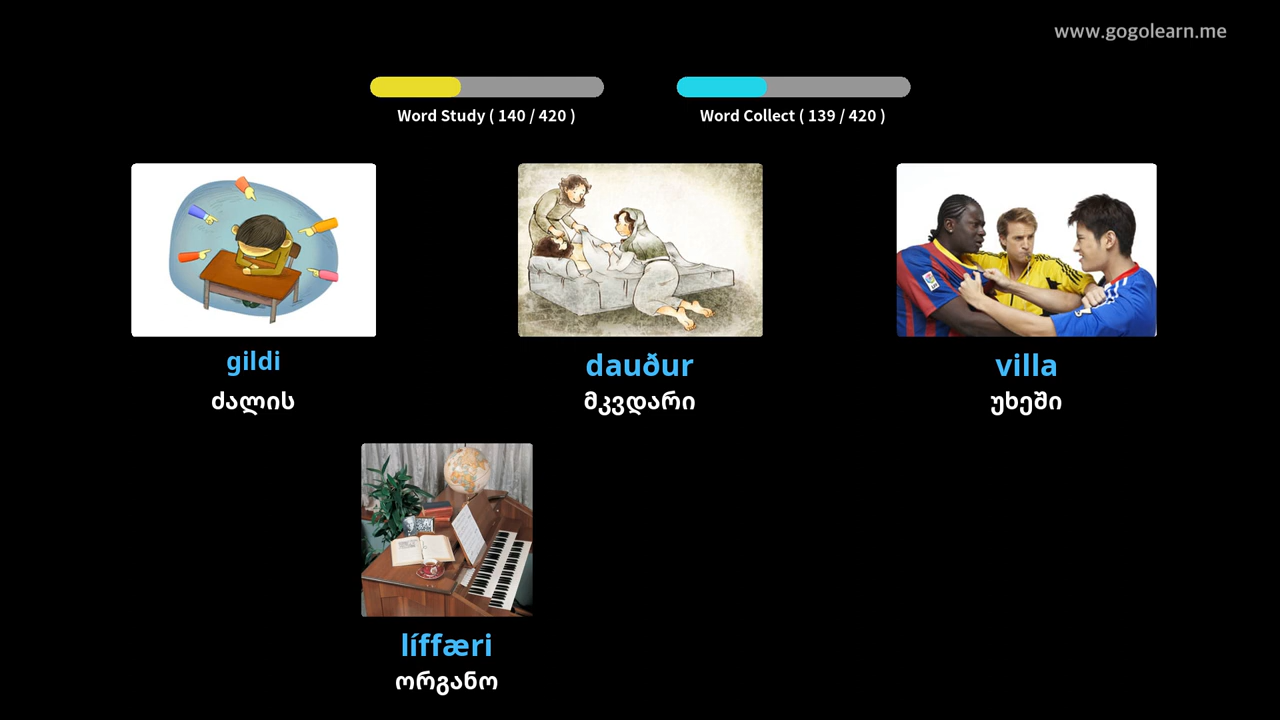 www.gogolearn.me
Word Study ( 140 / 420 )
Word Collect ( 139 / 420 )
gildi
ძალის
dauður
მკვდარი
villa
უხეში
líffæri
ორგანო